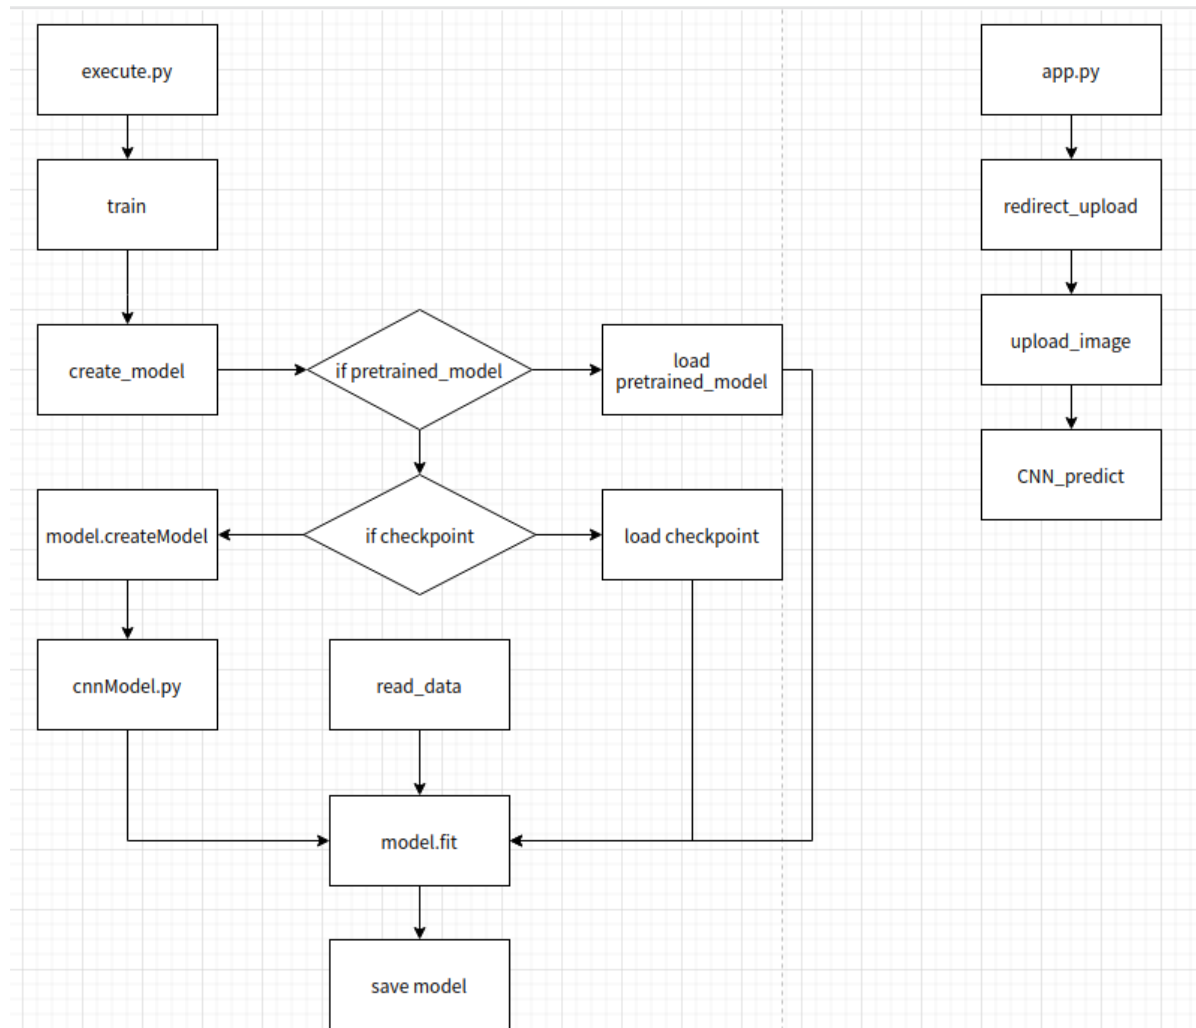 execute.py
app.py
train
redirect_upload
create_model
if pretrained_model
load
pretrained_model
upload_image
model.createModel
if checkpoint
load checkpoint
CNN_predict
cnnModel.py
read_data
model.fit
save model